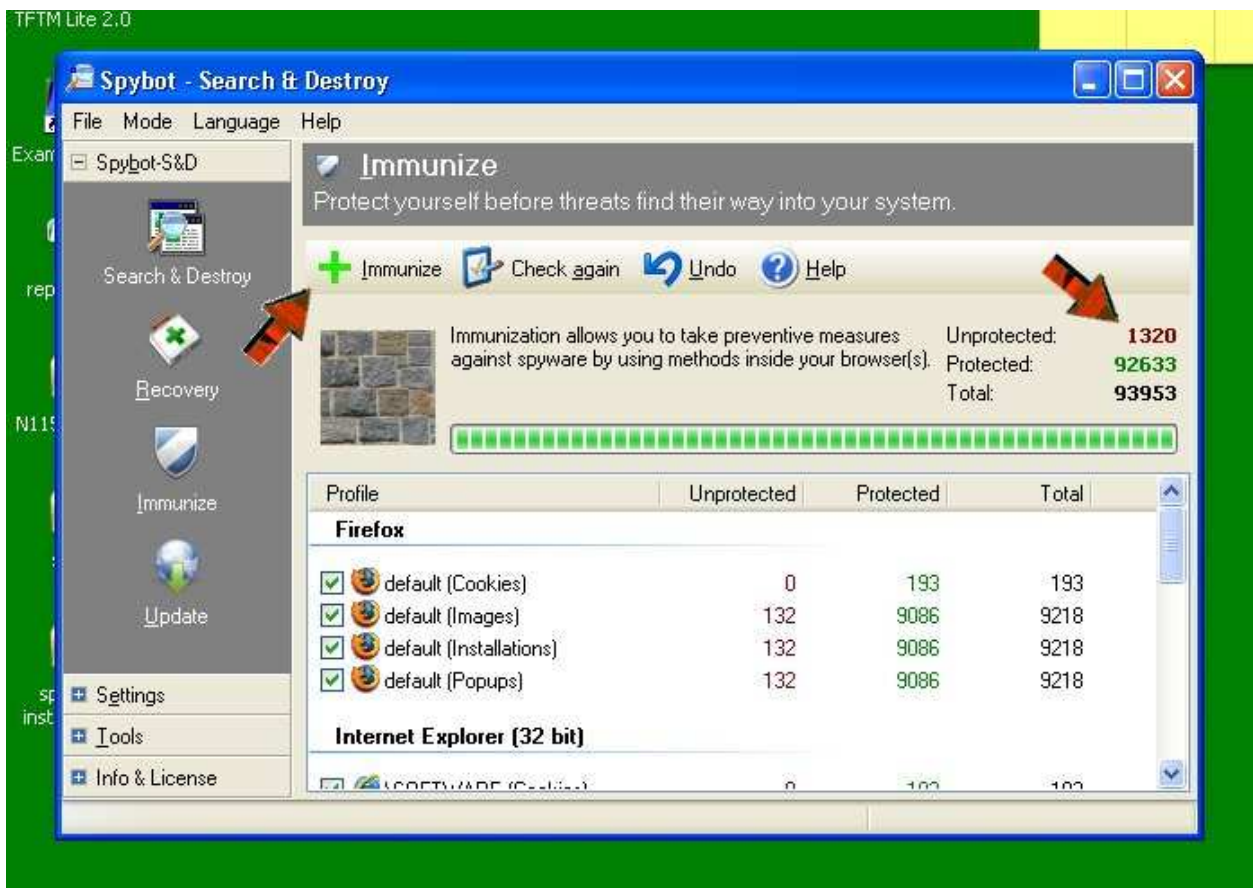 TFTM Lite 2.0
Spybot - Search & Destroy
File Mode Language Help
Spybot-S&D
Search & Destroy
Recovery
Immunize
Update
Settings
Tools
Info & License
Immunize
Protect yourself before threats find their way into your system.
Immunize Check again Undo Help
Immunization allows you to take preventive measures
against spyware by using methods inside your browser(s).
Unprotected: 1320
Protected: 92633
Total: 93953
Profile Unprotected Protected Total
Firefox
default (Cookies) 0 193 193
default (Images) 132 9086 9218
default (Installations) 132 9086 9218
default (Popups) 132 9086 9218
Internet Explorer (32 bit)